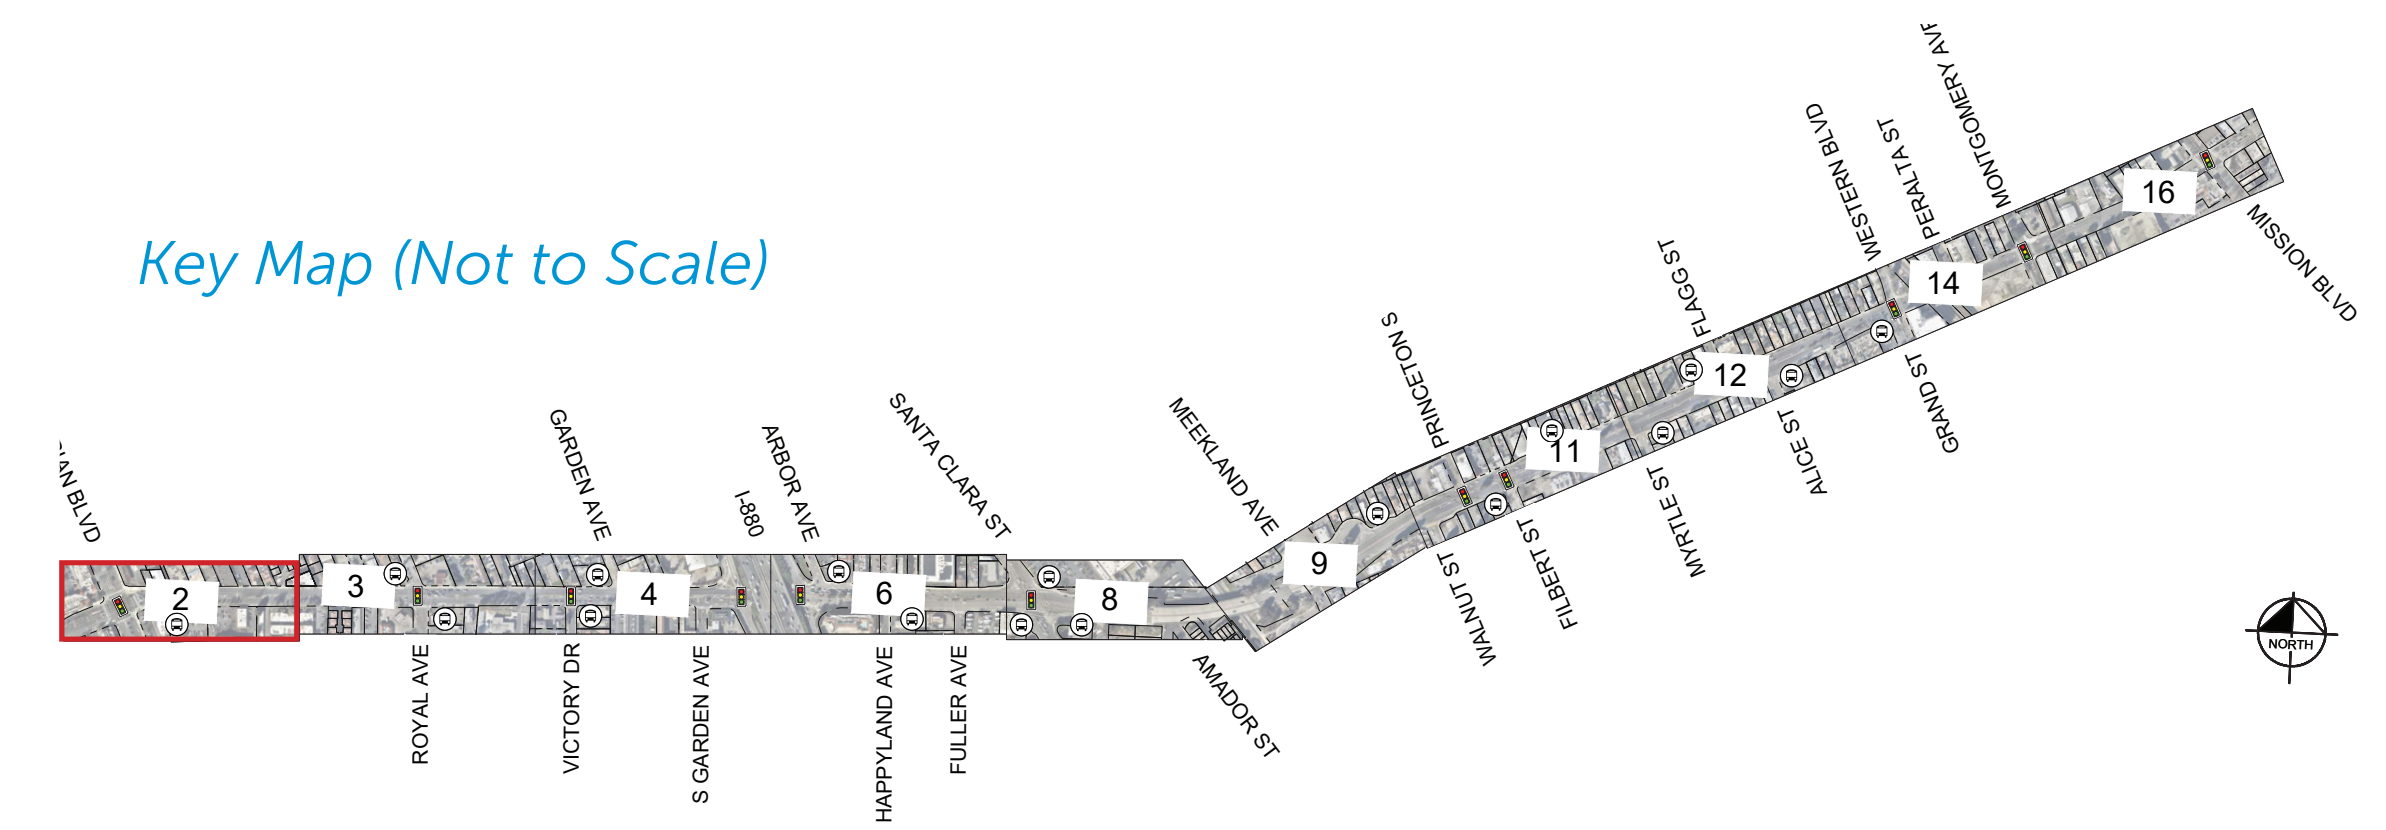 MONTGOMERY AVE
WESTERN BLVD
PERALTA ST
16
MISSION BLVD
Key Map (Not to Scale)
FLAGG ST
14
PRINCETON S
12
GRAND ST
SANTA CLARA ST
MEEKLAND AVE
GARDEN AVE
ARBOR AVE
ALICE ST
11
BLVD
I-880
MYRTLE ST
FILBERT ST
WALNUT ST
9
2
3
4
6
8
NORTH
ROYAL AVE
VICTORY DR
S GARDEN AVE
HAPPYLAND AVE
FULLER AVE
AMADOR ST